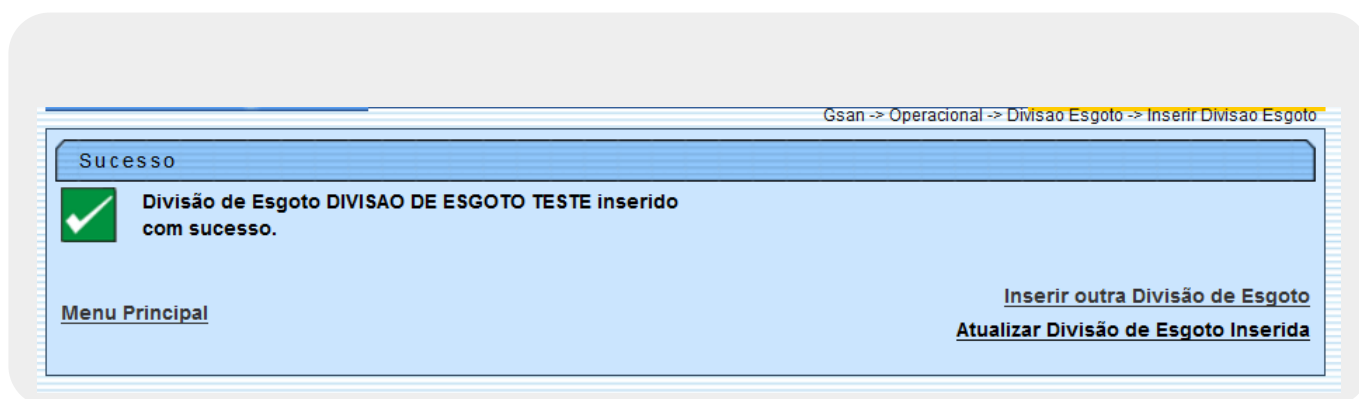 Gsan -> Operacional -> Divisao Esgoto -> Inserir Divisao Esgoto
Sucesso
Divisão de Esgoto DIVISAO DE ESGOTO TESTE inserido
com sucesso.
Inserir outra Divisão de Esgoto
Menu Principal
Atualizar Divisão de Esgoto Inserida